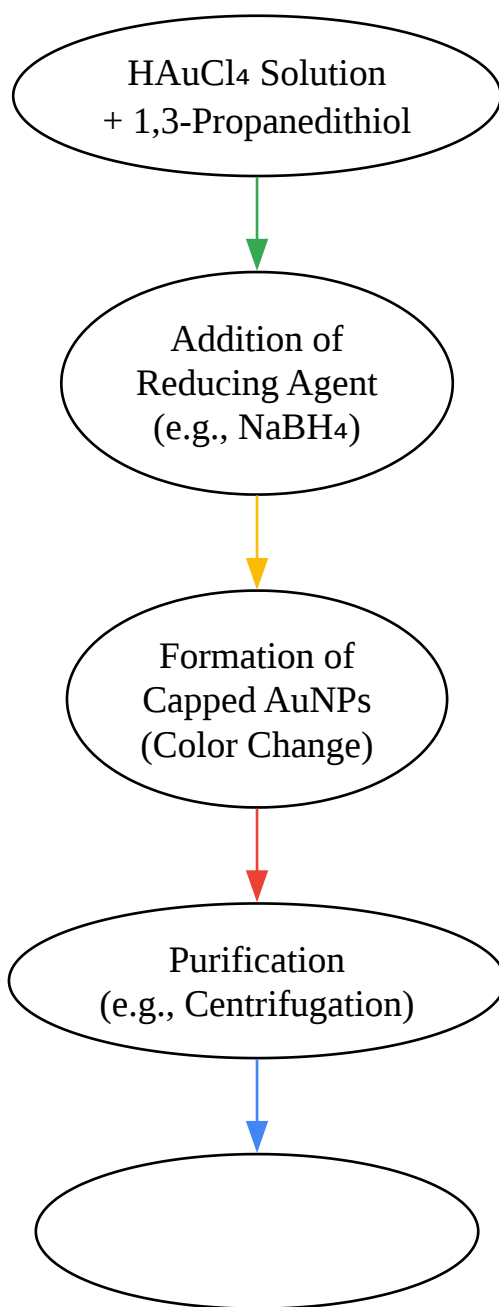 HAuCl₄ Solution
+ 1,3-Propanedithiol
Addition of
Reducing Agent
(e.g., NaBH₄)
Formation of
Capped AuNPs
(Color Change)
Purification
(e.g., Centrifugation)